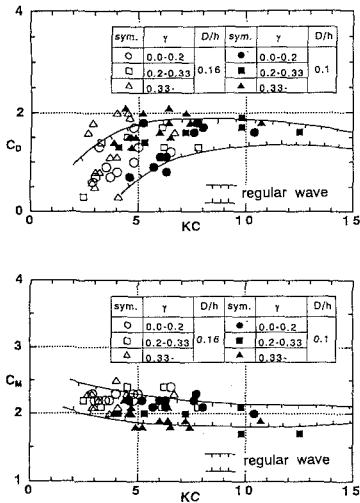 4
sym. γ D/h sym. γ D/h
○ 0.0-0.2 0.16 ● 0.0-0.2 0.1
□ 0.2-0.33 ■ 0.2-0.33
△ 0.33- ▲ 0.33-
3
2
C_D
1
regular wave
0
0 5 KC 10 15
3
sym. γ D/h sym. γ D/h
○ 0.0-0.2 0.16 ● 0.0-0.2 0.1
□ 0.2-0.33 ■ 0.2-0.33
△ 0.33- ▲ 0.33-
C_M
2
regular wave
1
0 5 KC 10 15